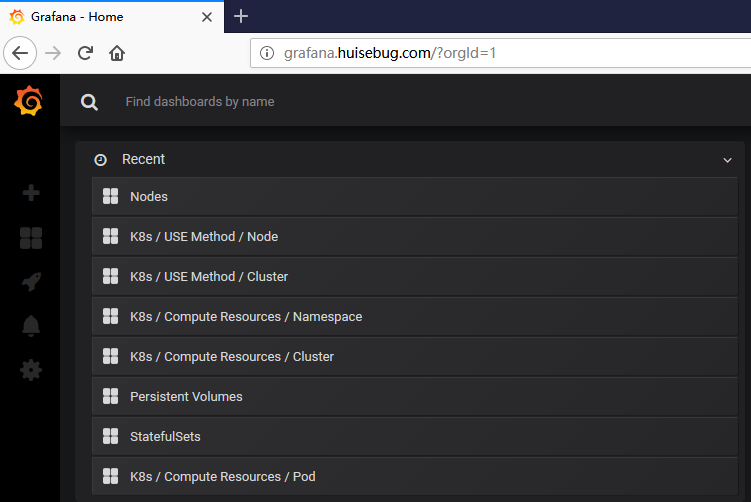 Grafana - Home
grafana.huisebug.com/?orgId=1
Find dashboards by name
Recent
Nodes
K8s / USE Method / Node
K8s / USE Method / Cluster
K8s / Compute Resources / Namespace
K8s / Compute Resources / Cluster
Persistent Volumes
StatefulSets
K8s / Compute Resources / Pod